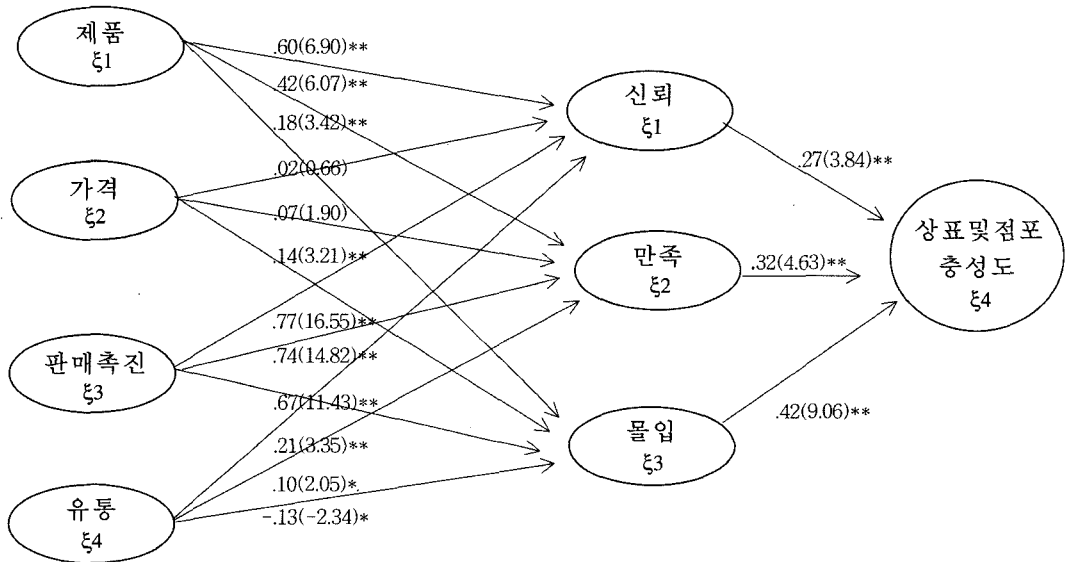 제품
ξ1
가격
ξ2
판매촉진
ξ3
유통
ξ4
.60(6.90)**
.42(6.07)**
.18(3.42)**
.02(0.66)
.07(1.90)
.14(3.21)**
.77(16.55)**
.74(14.82)**
.67(11.43)**
.21(3.35)**
.10(2.05)*
-.13(-2.34)*
신뢰
ξ1
만족
ξ2
몰입
ξ3
.27(3.84)**
.32(4.63)**
.42(9.06)**
상표및점포
충성도
ξ4